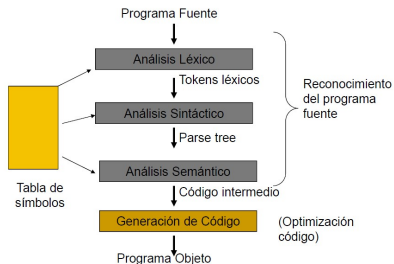 Programa Fuente
Análisis Léxico
Tokens léxicos
Reconocimiento
del programa
fuente
Análisis Sintáctico
Parse tree
Análisis Semántico
Tabla de
símbolos
Código intermedio
Generación de Código
(Optimización
código)
Programa Objeto